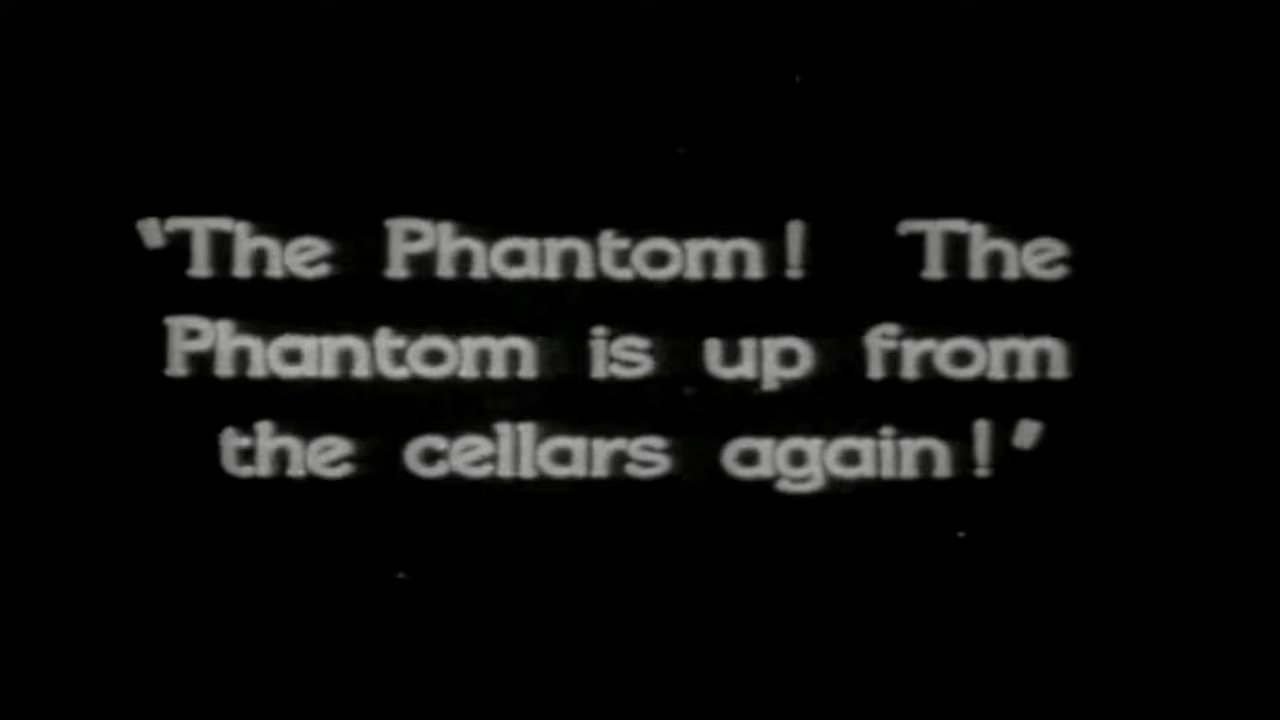 "The Phantom! The
Phantom is up from
the cellars again!"